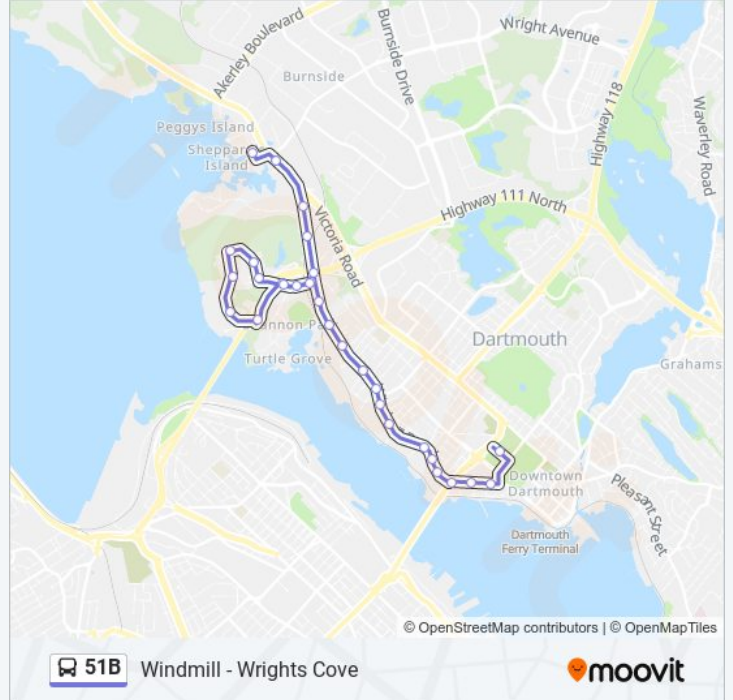 Akerley Boulevard
Burnside Drive
Wright Avenue
Burnside
Highway 118
Waverley Road
Peggys Island
Sheppard
Island
Highway 111 North
Victoria Road
Dartmouth
Turtle Grove
Grahams
Downtown
Dartmouth
Pleasant Street
Dartmouth
Ferry Terminal
© OpenStreetMap contributors | © OpenMapTiles
51B Windmill - Wrights Cove
moovit